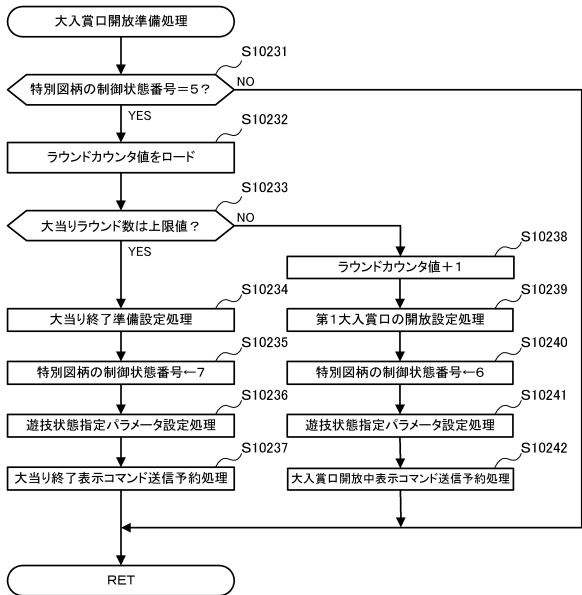 大入賞口開放準備処理
S10231
特別図柄の制御状態番号＝5？
NO
YES
S10232
ラウンドカウンタ値をロード
S10233
大当りラウンド数は上限値？
NO
YES
S10238
ラウンドカウンタ値＋1
S10234
大当り終了準備設定処理
S10239
第1大入賞口の開放設定処理
S10235
特別図柄の制御状態番号←7
S10240
特別図柄の制御状態番号←6
S10236
遊技状態指定パラメータ設定処理
S10241
遊技状態指定パラメータ設定処理
S10237
大当り終了表示コマンド送信予約処理
S10242
大入賞口開放中表示コマンド送信予約処理
RET